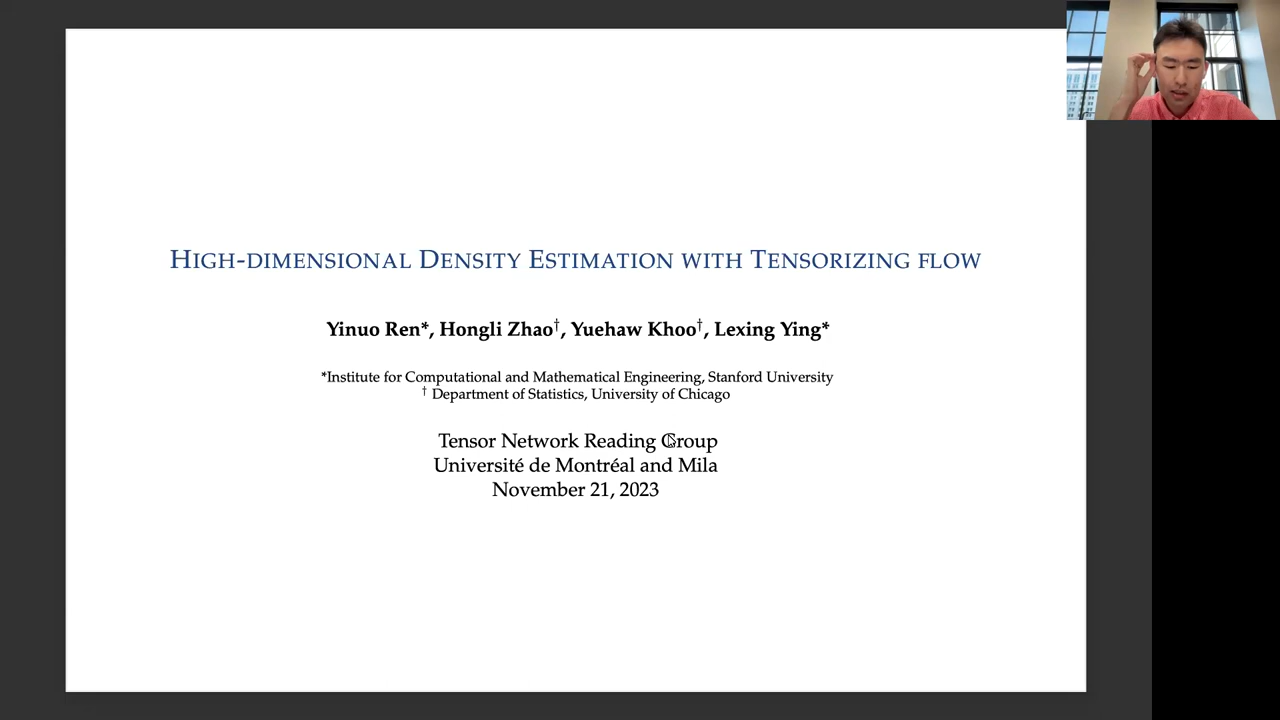 HIGH-DIMENSIONAL DENSITY ESTIMATION WITH TENSORIZING FLOW
Yinuo Ren*, Hongli Zhao†, Yuehaw Khoo†, Lexing Ying*
*Institute for Computational and Mathematical Engineering, Stanford University
† Department of Statistics, University of Chicago
Tensor Network Reading Group
Université de Montréal and Mila
November 21, 2023